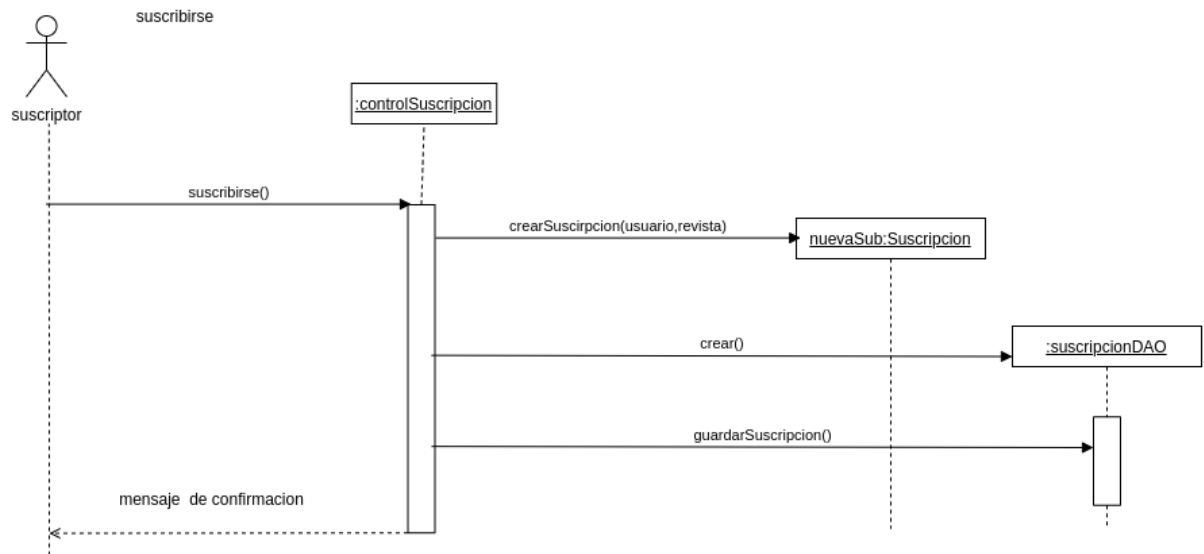 suscribirse
suscriptor
:controlSuscripcion
suscribirse()
crearSuscirpcion(usuario,revista)
nuevaSub:Suscripcion
crear()
:suscripcionDAO
guardarSuscripcion()
mensaje de confirmacion